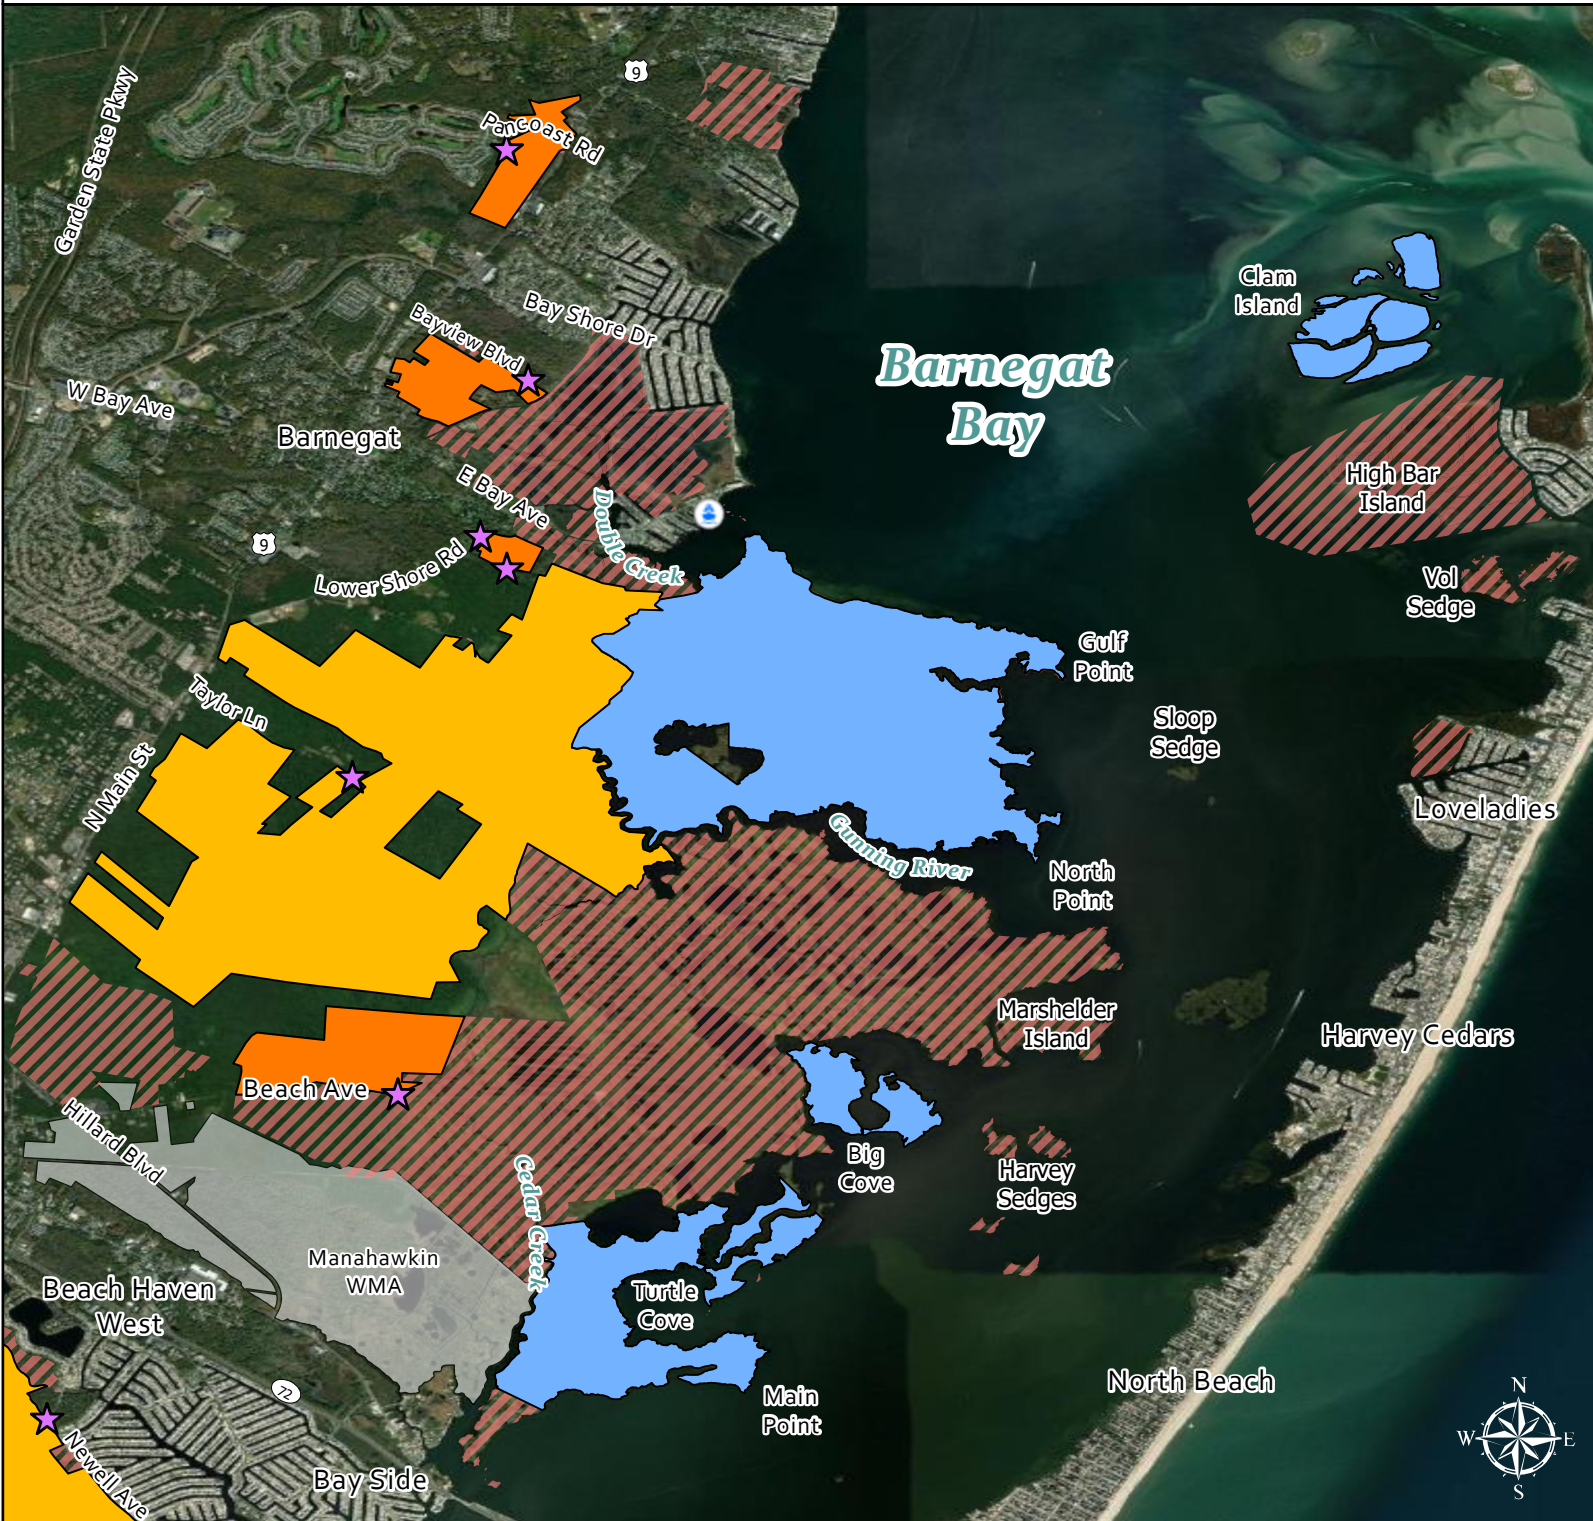 9
Garden State Pkwy
Pancoast Rd
Clam
Island
Bay Shore Dr
Bayview Blvd
Barnegat
Bay
W Bay Ave
Barnegat
High Bar
Island
E Bay Ave
Double Creek
9
Lower Shore Rd
Vol
Sedge
Gulf
Point
Taylor Ln
Sloop
Sedge
N Main St
Loveladies
Gunning River
North
Point
Marshelder
Island
Harvey Cedars
Beach Ave
Hillard Blvd
Big
Cove
Harvey
Sedges
Cedar Creek
Manahawkin
WMA
Beach Haven
West
Turtle
Cove
72
Main
Point
North Beach
N
W
E
S
Newell Ave
Bay Side